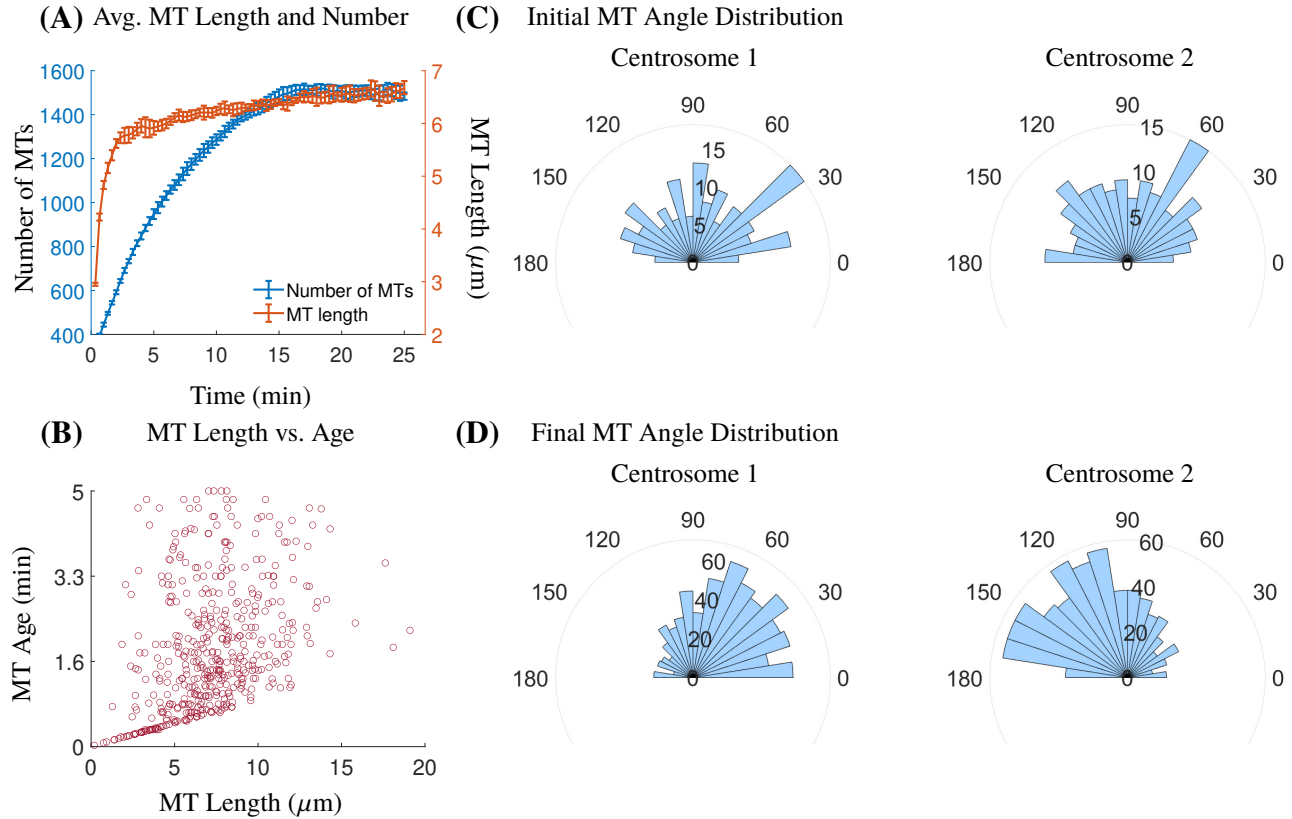 (A) Avg. MT Length and Number
1600
1400
1200
1000
800
600
400
Number of MTs
7
6
5
4
3
2
MT Length (μm)
Number of MTs
MT length
0 5 10 15 20 25
Time (min)
(C) Initial MT Angle Distribution
Centrosome 1
90
120 60
150 30
180 0
15
10
5
0
Centrosome 2
90
120 60
150 30
180 0
15
10
5
0
(B) MT Length vs. Age
5
3.3
1.6
0
MT Age (min)
0 5 10 15 20
MT Length (μm)
(D) Final MT Angle Distribution
Centrosome 1
90
120 60
150 30
180 0
60
40
20
0
Centrosome 2
90
120 60
150 30
180 0
60
40
20
0